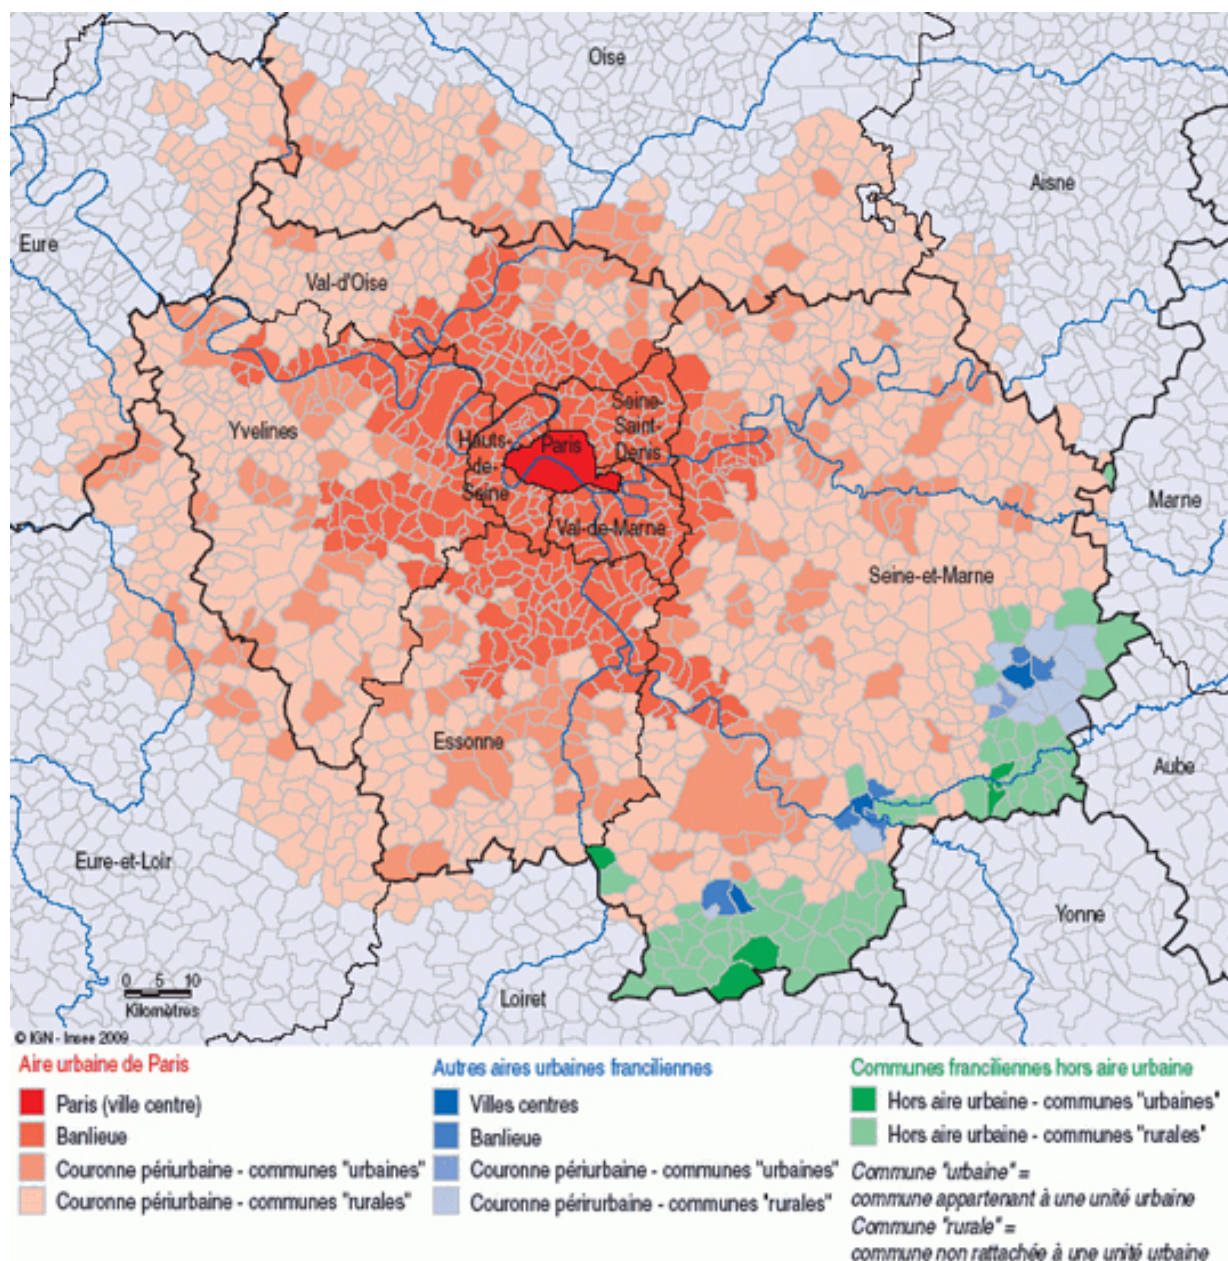 Oise
Aisne
Eure
Val-d'Oise
Seine-
Saint-
Denis
Yvelines
Hauts-
de-
Seine
Paris
Marne
Val-de-Marne
Seine-et-Marne
Essonne
Aube
Eure-et-Loir
Yonne
Loiret
0 5 10
Kilomètres
© IGN - Insee 2009
Aire urbaine de Paris
Paris (ville centre)
Banlieue
Couronne périurbaine - communes "urbaines"
Couronne périurbaine - communes "rurales"
Autres aires urbaines franciliennes
Villes centres
Banlieue
Couronne périurbaine - communes "urbaines"
Couronne périrurbaine - communes "rurales"
Communes franciliennes hors aire urbaine
Hors aire urbaine - communes "urbaines"
Hors aire urbaine - communes "rurales"
Commune "urbaine" =
commune appartenant à une unité urbaine
Commune "rurale" =
commune non rattachée à une unité urbaine